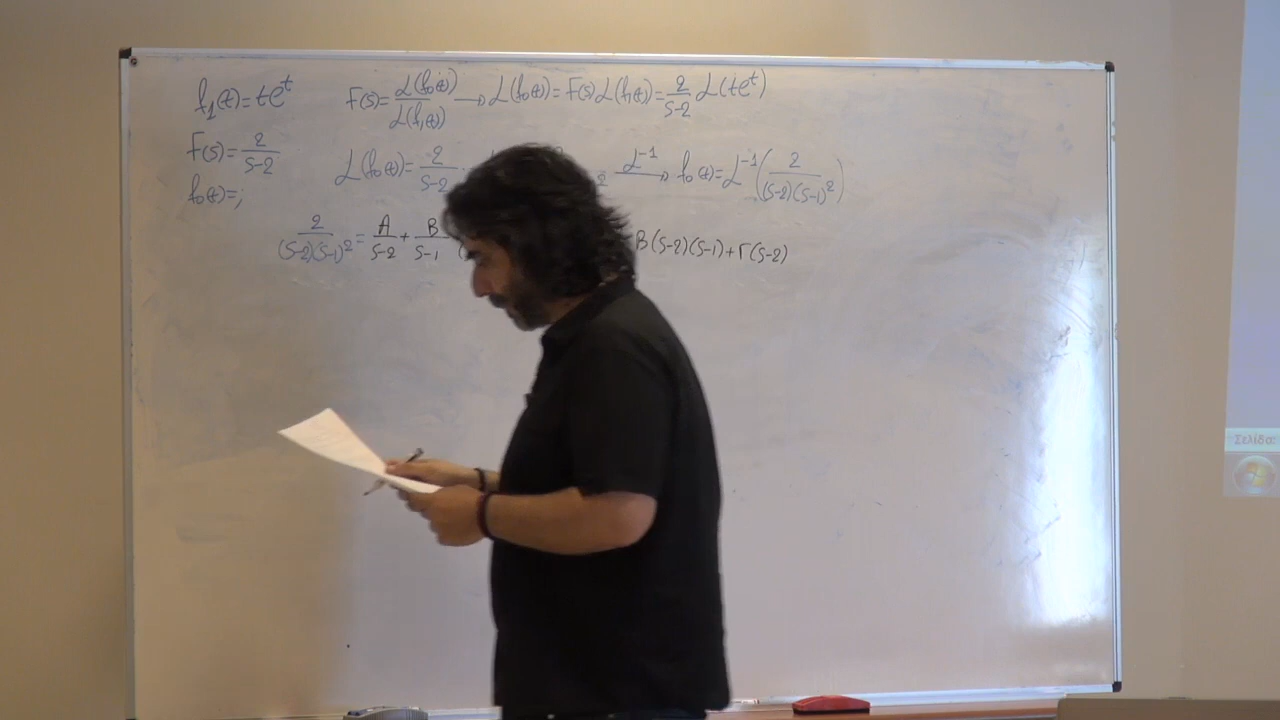 f₁(t)=te^t F(s)=ℒ(f₀(t))/ℒ(f₁(t)) → ℒ(f₀(t))=F(s)ℒ(f₁(t))=2/(s-2) ℒ(te^t)
F(s)=2/(s-2)
ℒ(f₀(t))=2/(s-2) ℒ⁻¹→ f₀(t)=ℒ⁻¹(2/((s-2)(s-1)²))
f₀(t)=;
2/((s-2)(s-1)²)=A/(s-2)+B/(s-1) B(s-2)(s-1)+Γ(s-2)
Σελίδα: